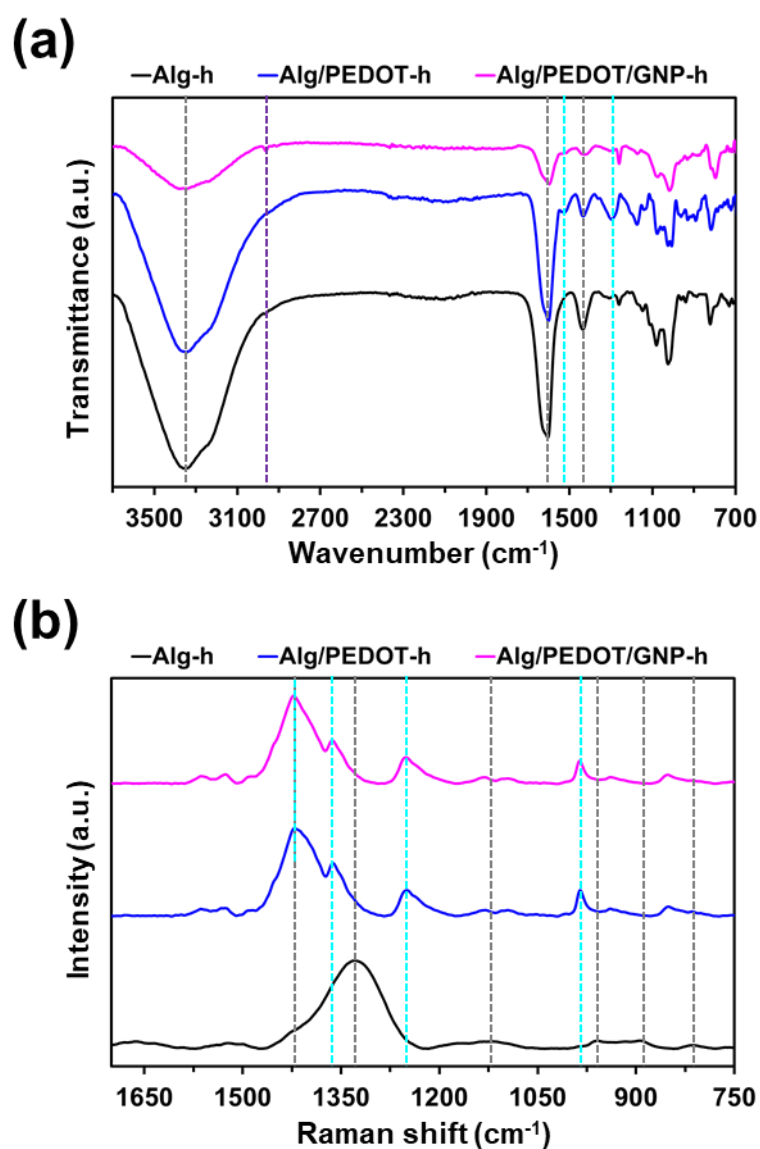 (a)
Alg-h Alg/PEDOT-h Alg/PEDOT/GNP-h
Transmittance (a.u.)
3500 3100 2700 2300 1900 1500 1100 700
Wavenumber (cm⁻¹)
(b)
Alg-h Alg/PEDOT-h Alg/PEDOT/GNP-h
Intensity (a.u.)
1650 1500 1350 1200 1050 900 750
Raman shift (cm⁻¹)